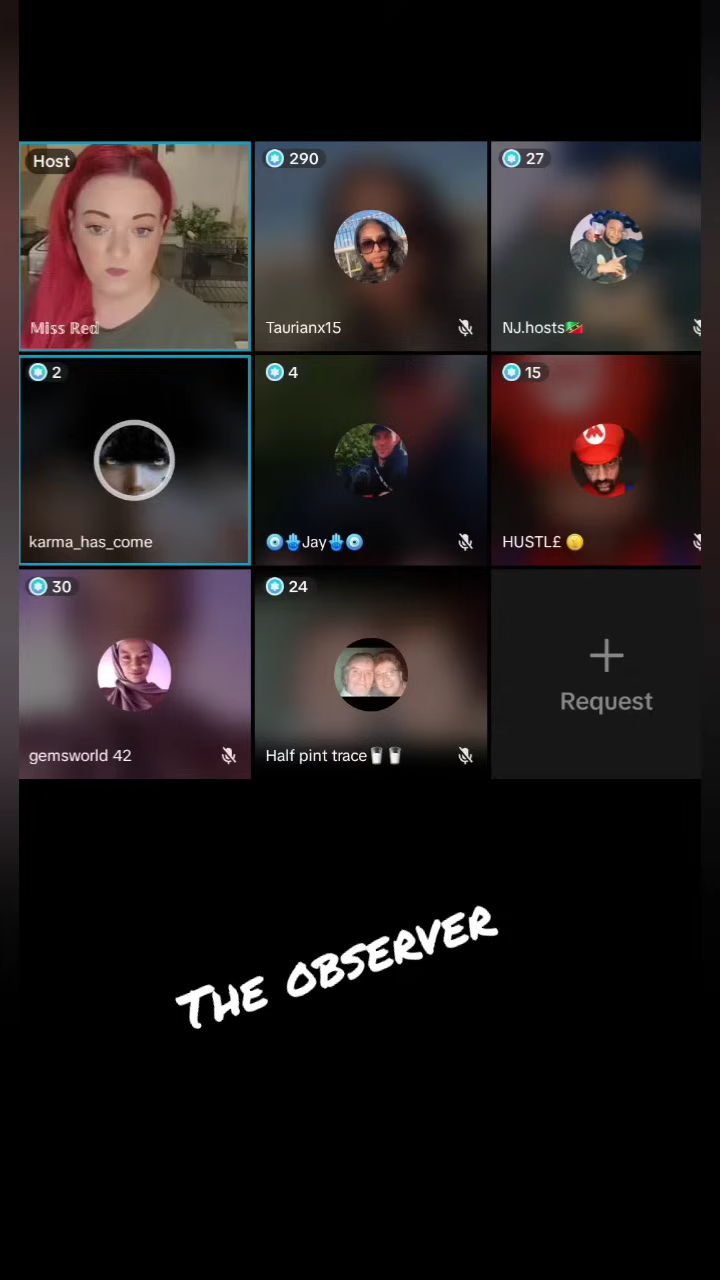 Host
290
27
Miss Red
Taurianx15
NJ.hosts
2
4
15
karma_has_come
🧿🪬Jay🪬🧿
HUSTL£ 🪙
30
24
gemsworld 42
Half pint trace🥛🥛
Request
THE OBSERVER